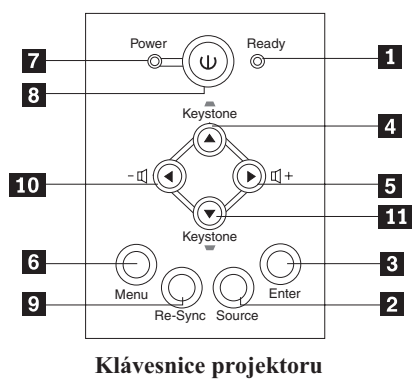 Power Ready
7 1
8
Keystone 4
10 - + 5
11
Keystone
6 3
Menu Enter
9 Re-Sync Source 2
Klávesnice projektoru